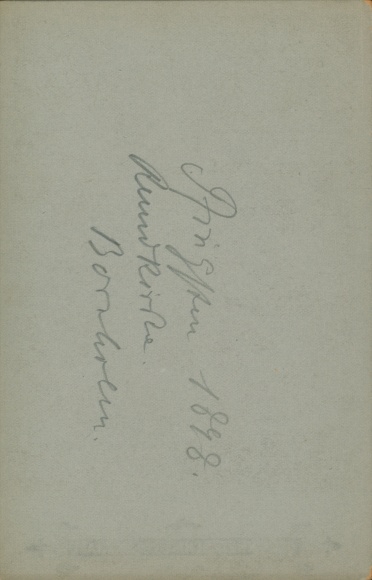 Pfingsten 1898.
Rundkirche.
Bornholm.